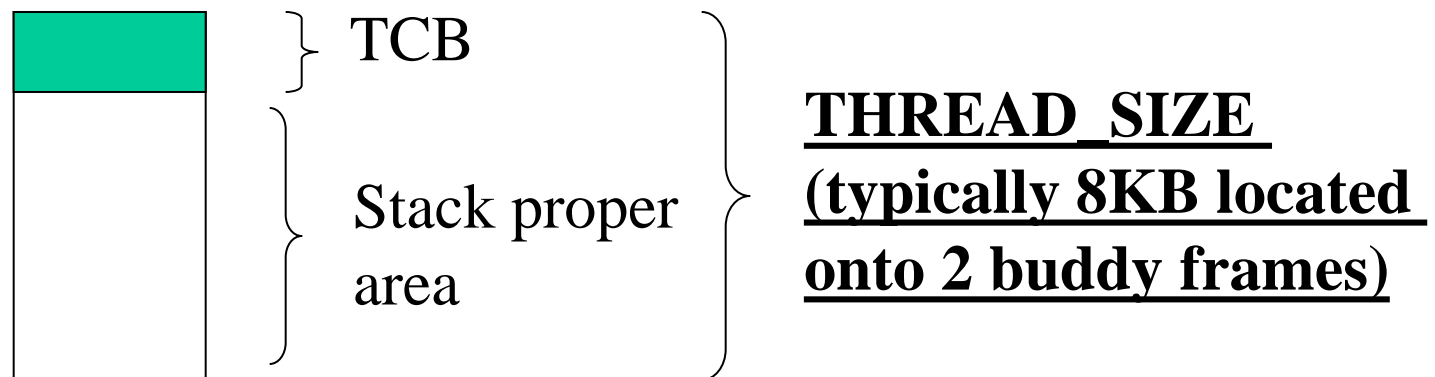 TCB
Stack proper
area
THREAD_SIZE
(typically 8KB located
onto 2 buddy frames)